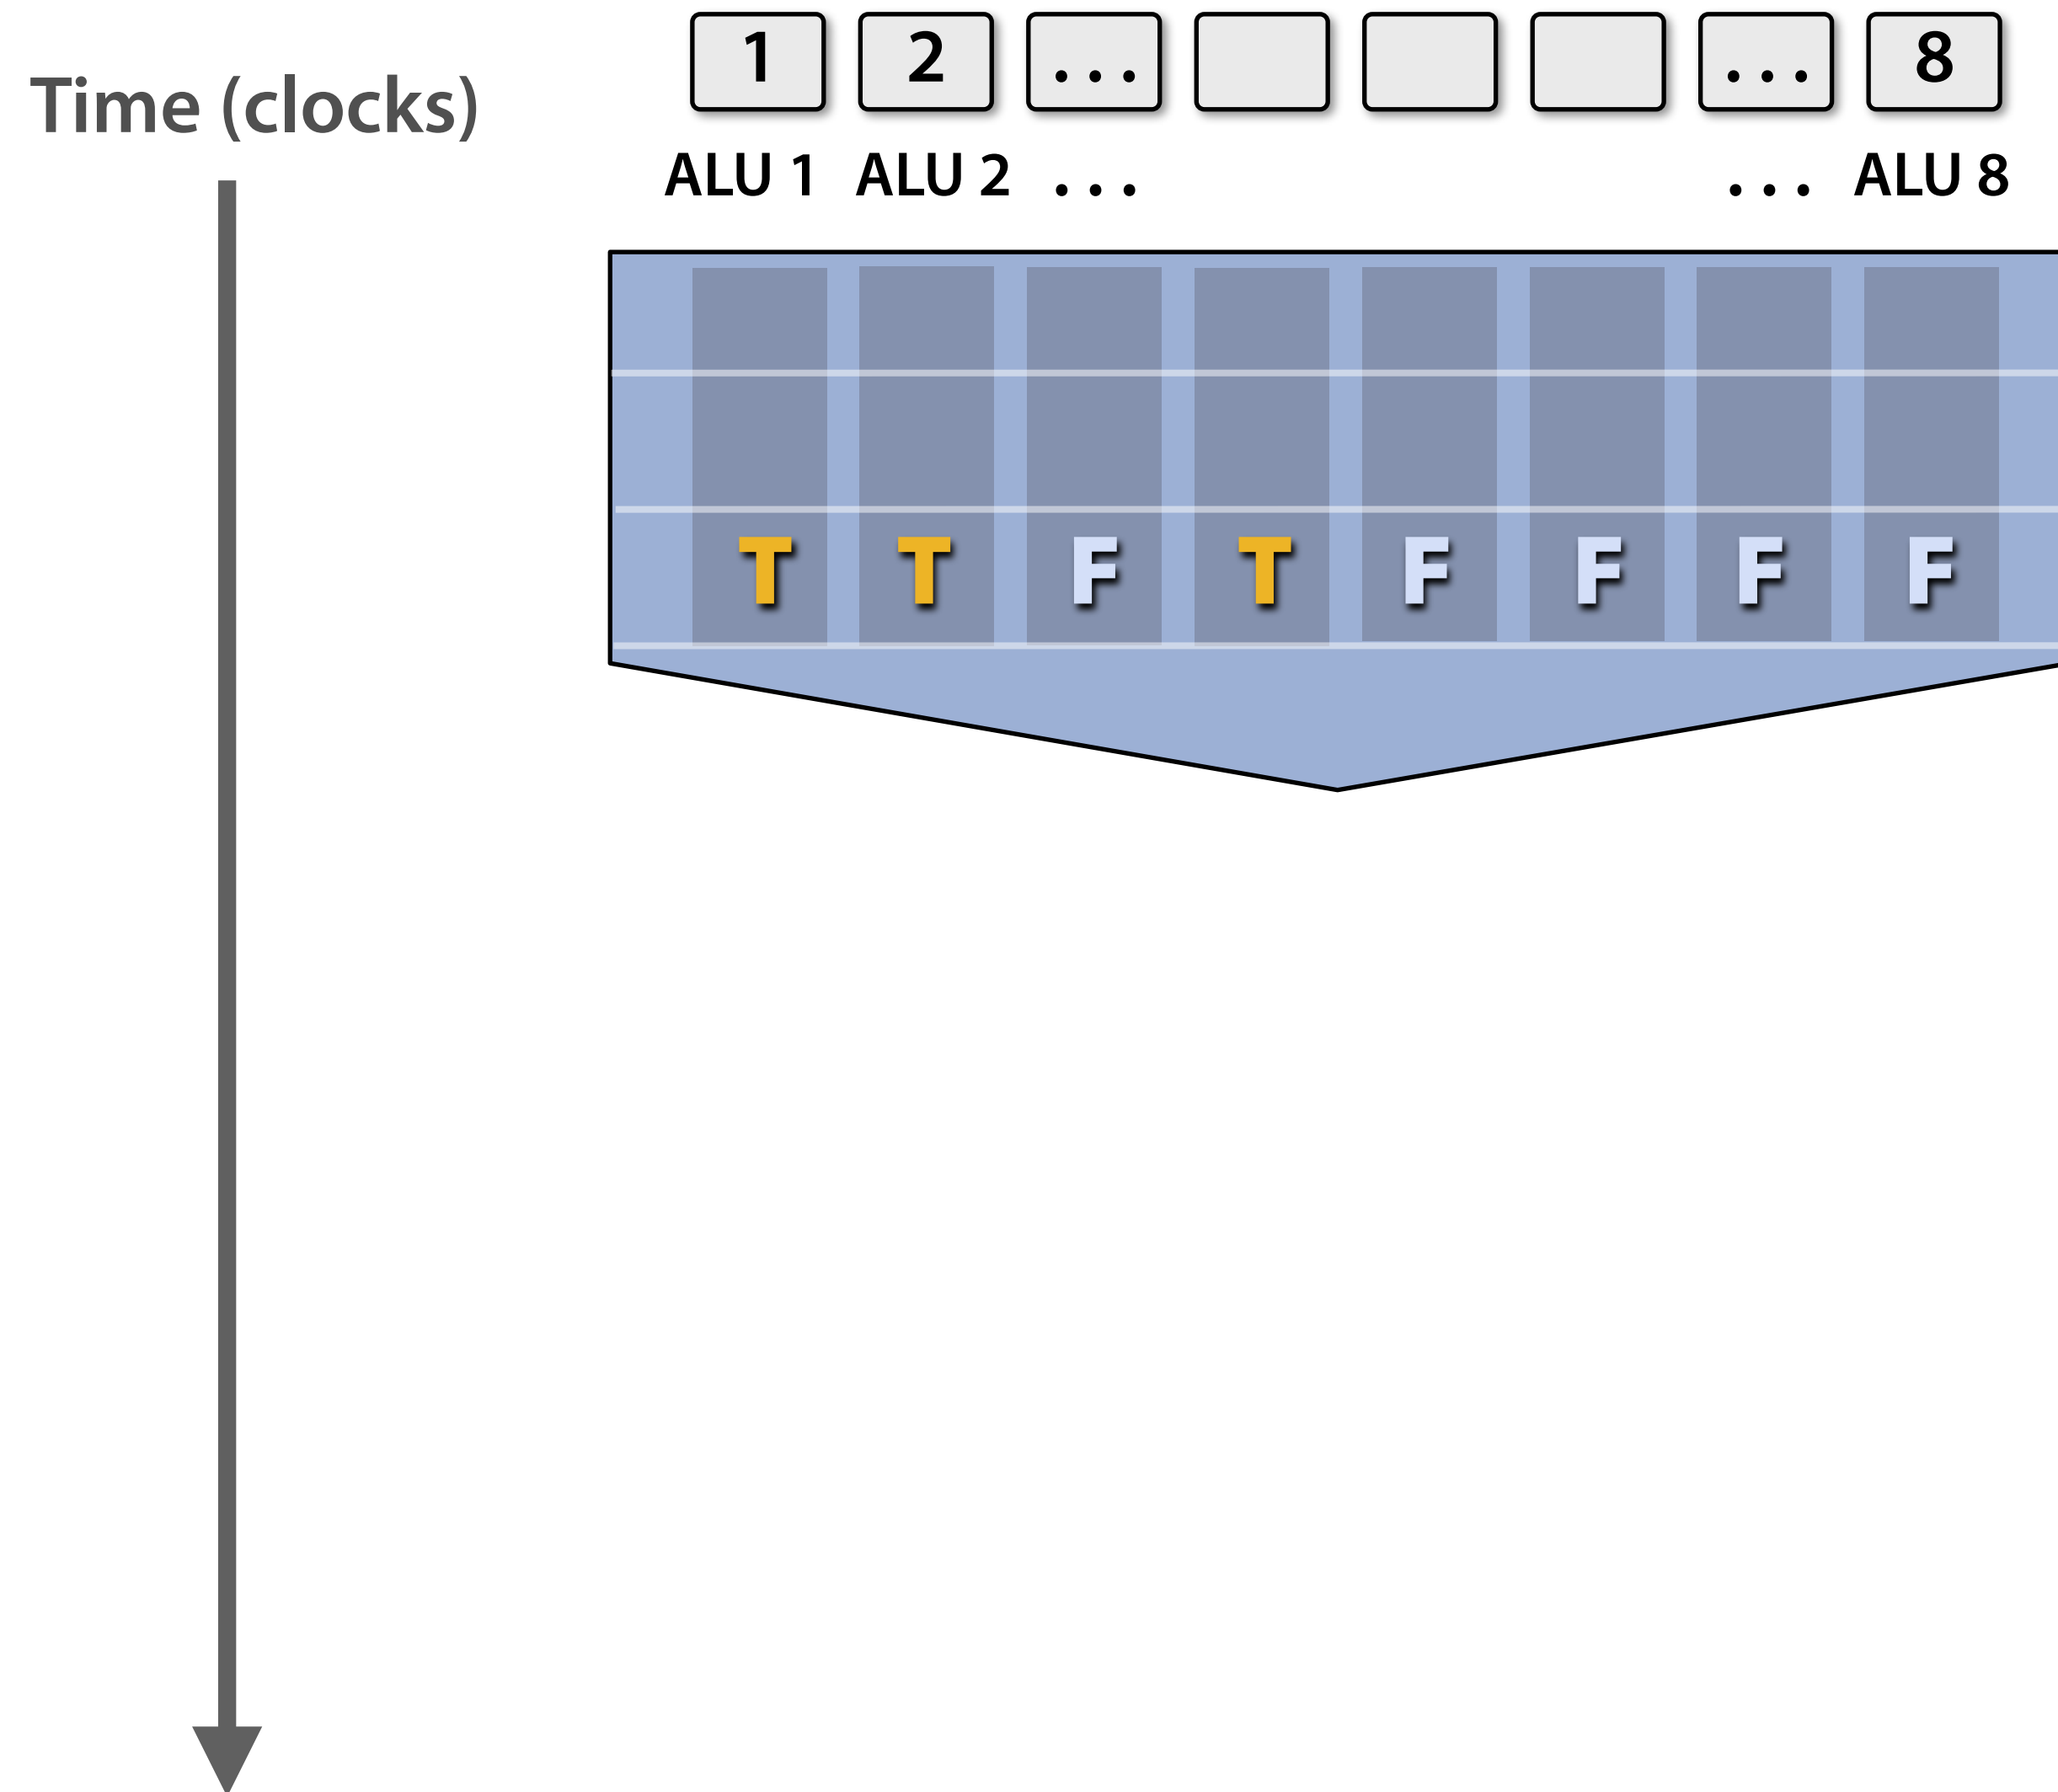 1 2 . . . . . . 8
Time (clocks)
ALU 1 ALU 2 . . . . . . ALU 8
T T F T F F F F